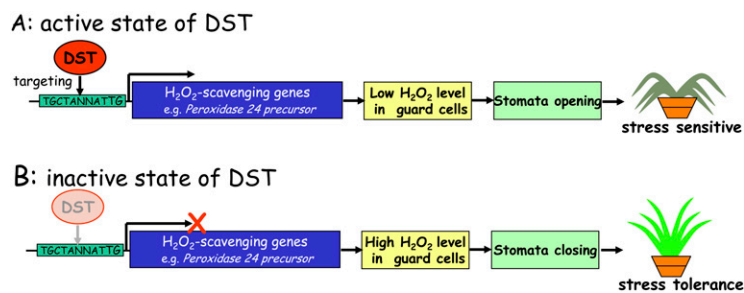 A: active state of DST
DST
targeting
TGCTANNATTG
H₂O₂-scavenging genes
e.g. Peroxidase 24 precursor
Low H₂O₂ level
in guard cells
Stomata opening
stress sensitive
B: inactive state of DST
DST
TGCTANNATTG
H₂O₂-scavenging genes
e.g. Peroxidase 24 precursor
High H₂O₂ level
in guard cells
Stomata closing
stress tolerance